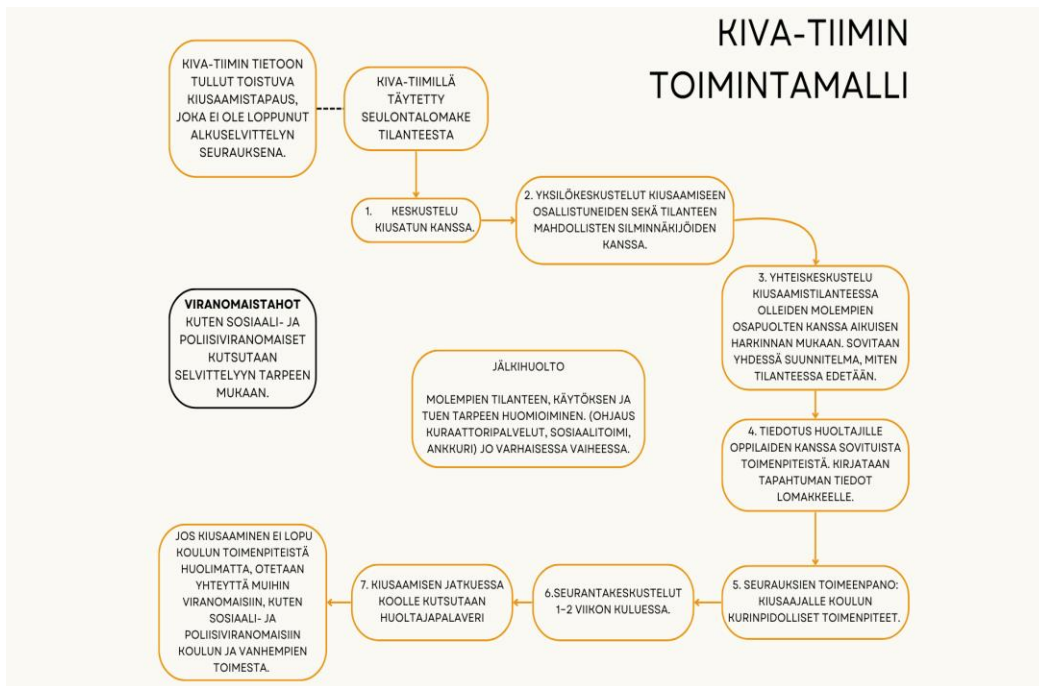 KIVA-TIIMIN
TOIMINTAMALLI
KIVA-TIIMIN TIETOON
TULLUT TOISTUVA
KIUSAAMISTAPAUS,
JOKA EI OLE LOPPUNUT
ALKUSELVITTELYN
SEURAUKSENA.
KIVA-TIIMILLÄ
TÄYTETTY
SEULONTALOMAKE
TILANTEESTA
1. KESKUSTELU
KIUSATUN KANSSA.
2. YKSILÖKESKUSTELUT KIUSAAMISEEN
OSALLISTUNEIDEN SEKÄ TILANTEEN
MAHDOLLISTEN SILMINNÄKIJÖIDEN
KANSSA.
3. YHTEISKESKUSTELU
KIUSAAMISTILANTEESSA
OLLEIDEN MOLEMPIEN
OSAPUOLTEN KANSSA AIKUISEN
HARKINNAN MUKAAN. SOVITAAN
YHDESSÄ SUUNNITELMA, MITEN
TILANTEESSA EDETÄÄN.
VIRANOMAISTAHOT
KUTEN SOSIAALI- JA
POLIISIVIRANOMAISET
KUTSUTAAN
SELVITTELYYN TARPEEN
MUKAAN.
JÄLKIHUOLTO
MOLEMPIEN TILANTEEN, KÄYTÖKSEN JA
TUEN TARPEEN HUOMIOIMINEN. (OHJAUS
KURAATTORIPALVELUT, SOSIAALITOIMI,
ANKKURI) JO VARHAISESSA VAIHEESSA.
4. TIEDOTUS HUOLTAJILLE
OPPILAIDEN KANSSA SOVITUISTA
TOIMENPITEISTÄ. KIRJATAAN
TAPAHTUMAN TIEDOT
LOMAKKEELLE.
5. SEURAUKSIEN TOIMEENPANO:
KIUSAAJALLE KOULUN
KURINPIDOLLISET TOIMENPITEET.
6.SEURANTAKESKUSTELUT
1-2 VIIKON KULUESSA.
7. KIUSAAMISEN JATKUESSA
KOOLLE KUTSUTAAN
HUOLTAJAPALAVERI
JOS KIUSAAMINEN EI LOPU
KOULUN TOIMENPITEISTÄ
HUOLIMATTA, OTETAAN
YHTEYTTÄ MUIHIN
VIRANOMAISIIN, KUTEN
SOSIAALI- JA
POLIISIVIRANOMAISIIN
KOULUN JA VANHEMPIEN
TOIMESTA.